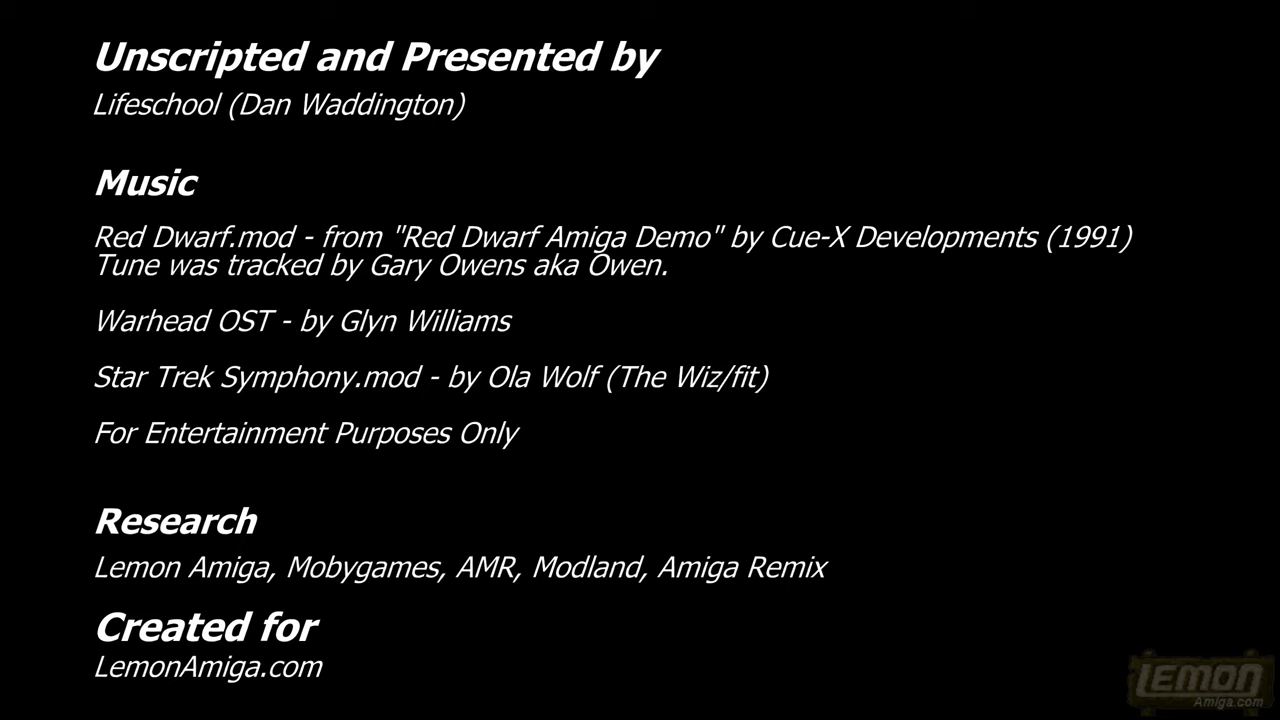 Unscripted and Presented by
Lifeschool (Dan Waddington)
Music
Red Dwarf.mod - from "Red Dwarf Amiga Demo" by Cue-X Developments (1991)
Tune was tracked by Gary Owens aka Owen.
Warhead OST - by Glyn Williams
Star Trek Symphony.mod - by Ola Wolf (The Wiz/fit)
For Entertainment Purposes Only
Research
Lemon Amiga, Mobygames, AMR, Modland, Amiga Remix
Created for
LemonAmiga.com
LEMON
Amiga.com